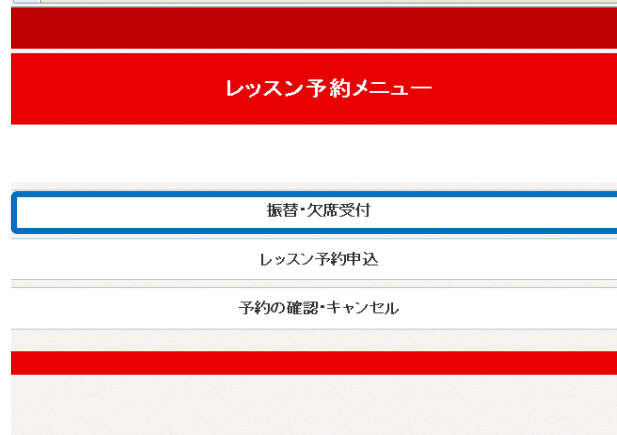 レッスン予約メニュー
振替・欠席受付
レッスン予約申込
予約の確認・キャンセル